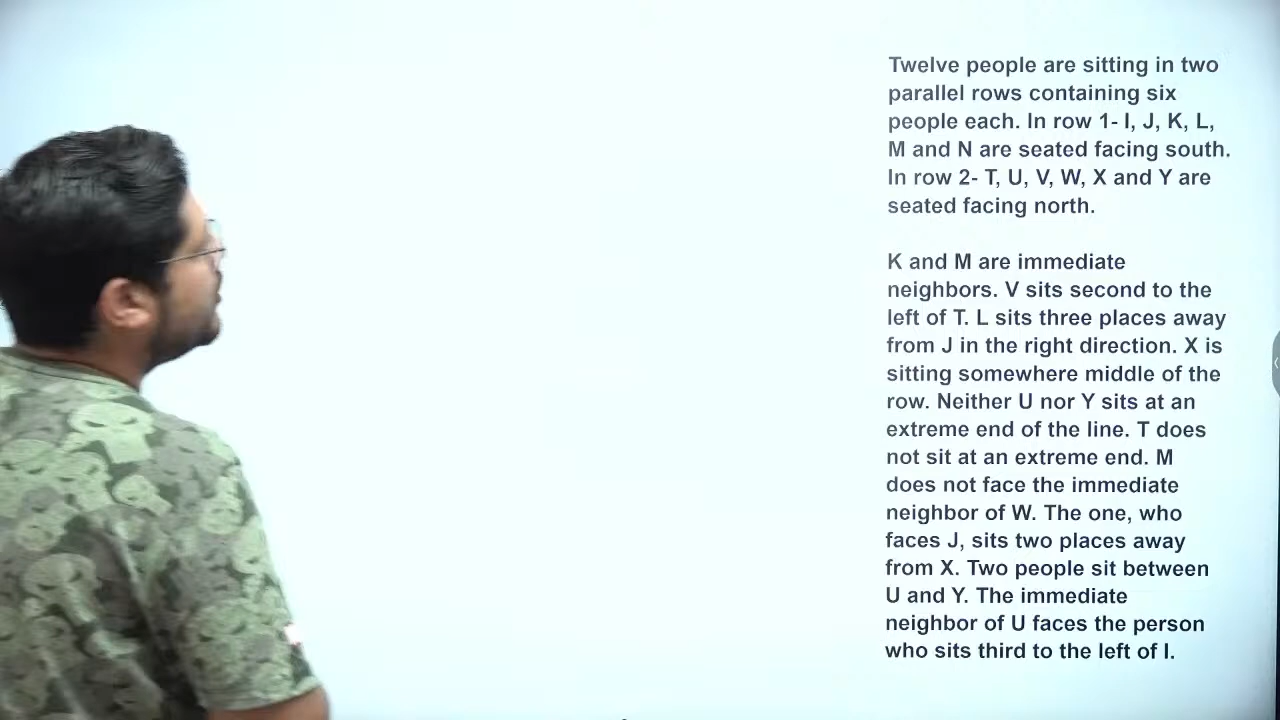 Twelve people are sitting in two
parallel rows containing six
people each. In row 1- I, J, K, L,
M and N are seated facing south.
In row 2- T, U, V, W, X and Y are
seated facing north.
K and M are immediate
neighbors. V sits second to the
left of T. L sits three places away
from J in the right direction. X is
sitting somewhere middle of the
row. Neither U nor Y sits at an
extreme end of the line. T does
not sit at an extreme end. M
does not face the immediate
neighbor of W. The one, who
faces J, sits two places away
from X. Two people sit between
U and Y. The immediate
neighbor of U faces the person
who sits third to the left of I.